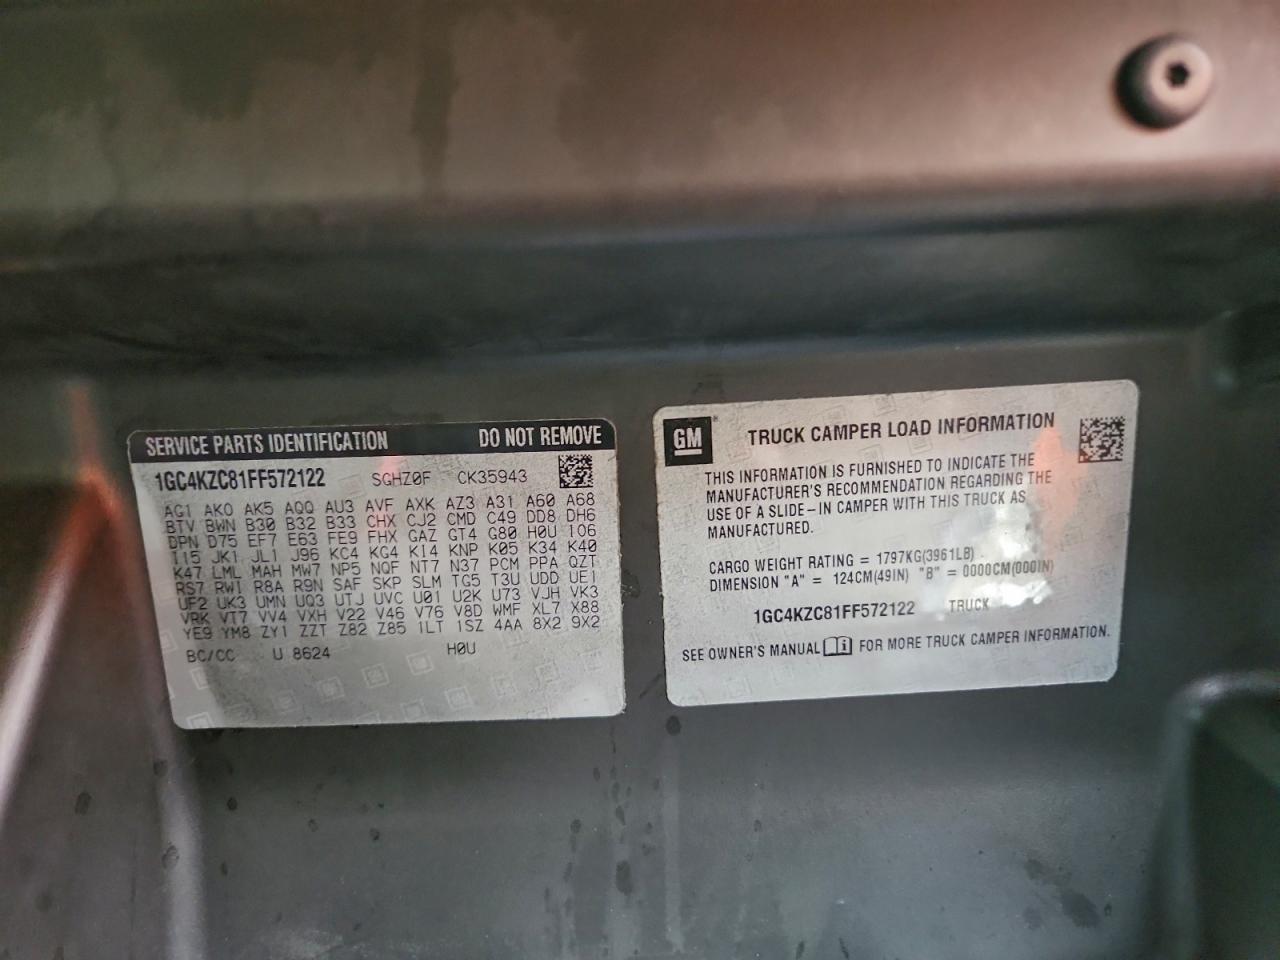 SERVICE PARTS IDENTIFICATION DO NOT REMOVE
1GC4KZC81FF572122 SGHZ0F CK35943
AG1 AKO AK5 AQQ AU3 AVF AXK AZ3 A31 A60 A68
BTV BWN B30 B32 B33 CHX CJ2 CMD C49 DD8 DH6
DPN D75 EF7 E63 FE9 FHX GAZ GT4 G80 H0U IO6
I15 JK1 JL1 J96 KC4 KG4 K14 KNP K05 K34 K40
K47 LML MAH MW7 NP5 NQF NT7 N37 PCM PPA QZT
RS7 RW1 R8A R9N SAF SKP SLM TG5 T3U UDD UE1
UF2 UK3 UMN UQ3 UTJ UVC U01 U2K U73 VJH VK3
VRK VT7 VV4 VXH V22 V46 V76 V8D WMF XL7 X88
YE9 YM8 ZY1 ZZT Z82 Z85 1LT 1SZ 4AA 8X2 9X2
BC/CC U 8624 H0U
GM
TRUCK CAMPER LOAD INFORMATION
THIS INFORMATION IS FURNISHED TO INDICATE THE
MANUFACTURER'S RECOMMENDATION REGARDING THE
USE OF A SLIDE-IN CAMPER WITH THIS TRUCK AS
MANUFACTURED.
CARGO WEIGHT RATING = 1797KG(3961LB) .
DIMENSION "A" = 124CM(49IN) "B" = 0000CM(000IN)
1GC4KZC81FF572122 TRUCK
SEE OWNER'S MANUAL FOR MORE TRUCK CAMPER INFORMATION.